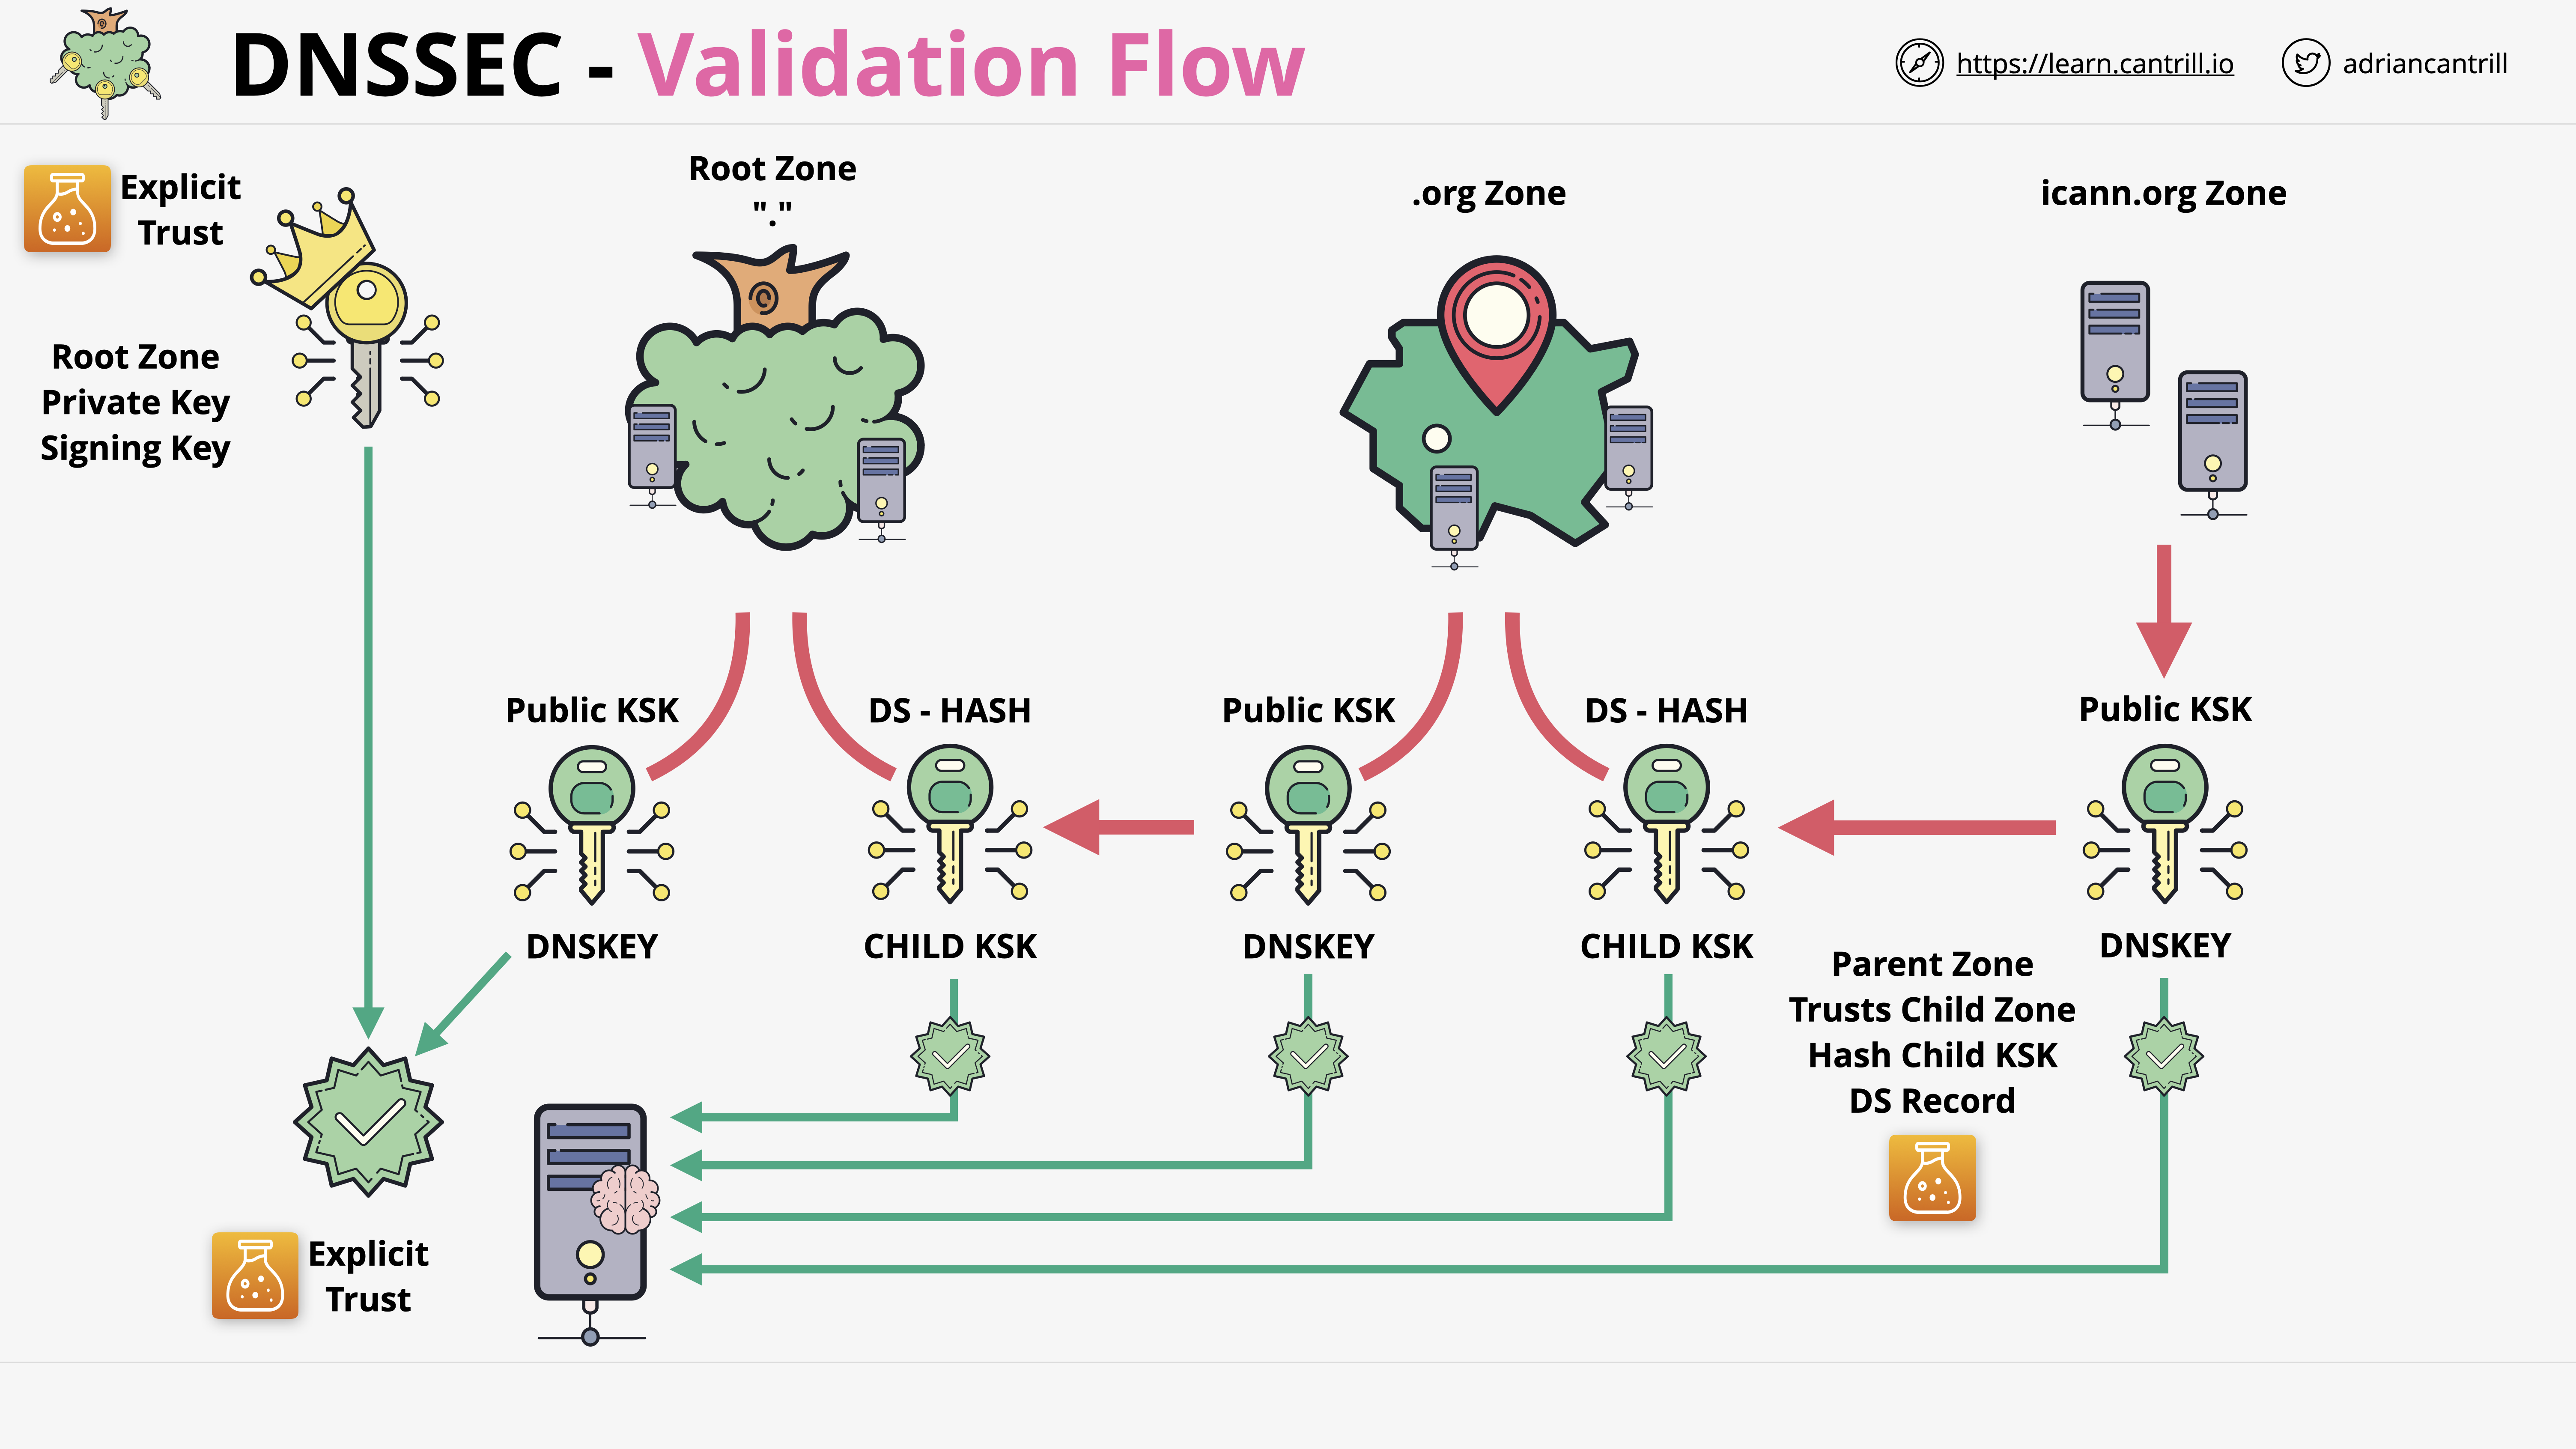 DNSSEC - Validation Flow
https://learn.cantrill.io
adriancantrill
Explicit
Trust
Root Zone
Private Key
Signing Key
Root Zone
"."
.org Zone
icann.org Zone
Public KSK
DS - HASH
Public KSK
DS - HASH
Public KSK
DNSKEY
CHILD KSK
DNSKEY
CHILD KSK
DNSKEY
Parent Zone
Trusts Child Zone
Hash Child KSK
DS Record
Explicit
Trust